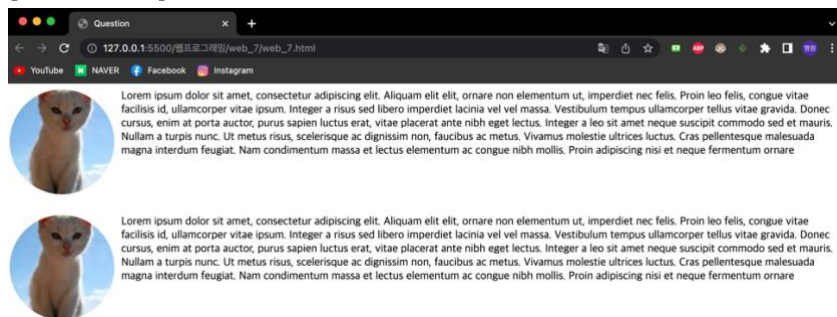 Question
127.0.0.1:5500/웹프로그래밍/web_7/web_7.html
YouTube NAVER Facebook Instagram
Lorem ipsum dolor sit amet, consectetur adipiscing elit. Aliquam elit elit, ornare non elementum ut, imperdiet nec felis. Proin leo felis, congue vitae
facilisis id, ullamcorper vitae ipsum. Integer a risus sed libero imperdiet lacinia vel vel massa. Vestibulum tempus ullamcorper tellus vitae gravida. Donec
cursus, enim at porta auctor, purus sapien luctus erat, vitae placerat ante nibh eget lectus. Integer a leo sit amet neque suscipit commodo sed et mauris.
Nullam a turpis nunc. Ut metus risus, scelerisque ac dignissim non, faucibus ac metus. Vivamus molestie ultrices luctus. Cras pellentesque malesuada
magna interdum feugiat. Nam condimentum massa et lectus elementum ac congue nibh mollis. Proin adipiscing nisi et neque fermentum ornare
Lorem ipsum dolor sit amet, consectetur adipiscing elit. Aliquam elit elit, ornare non elementum ut, imperdiet nec felis. Proin leo felis, congue vitae
facilisis id, ullamcorper vitae ipsum. Integer a risus sed libero imperdiet lacinia vel vel massa. Vestibulum tempus ullamcorper tellus vitae gravida. Donec
cursus, enim at porta auctor, purus sapien luctus erat, vitae placerat ante nibh eget lectus. Integer a leo sit amet neque suscipit commodo sed et mauris.
Nullam a turpis nunc. Ut metus risus, scelerisque ac dignissim non, faucibus ac metus. Vivamus molestie ultrices luctus. Cras pellentesque malesuada
magna interdum feugiat. Nam condimentum massa et lectus elementum ac congue nibh mollis. Proin adipiscing nisi et neque fermentum ornare